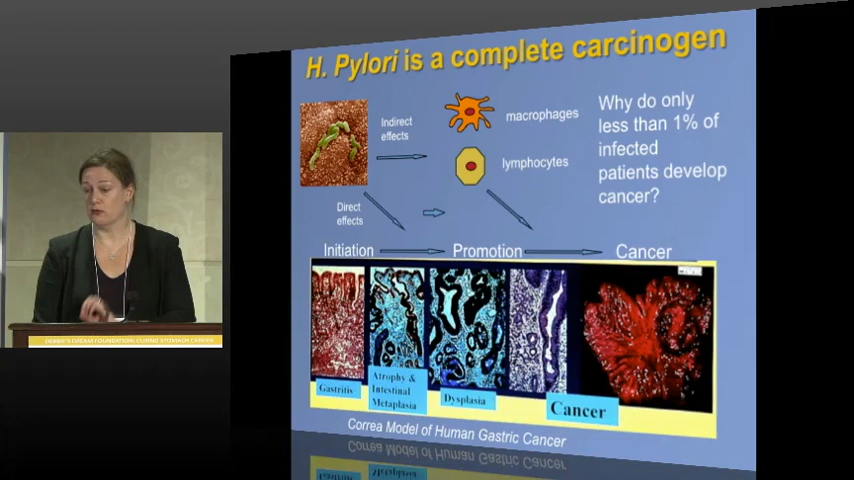 H. Pylori is a complete carcinogen
Indirect
effects
macrophages
lymphocytes
Why do only
less than 1% of
infected
patients develop
cancer?
Direct
effects
Initiation
Promotion
Cancer
Gastritis
Atrophy &
Intestinal
Metaplasia
Dysplasia
Cancer
Correa Model of Human Gastric Cancer
DEBBIE'S DREAM FOUNDATION: CURING STOMACH CANCER